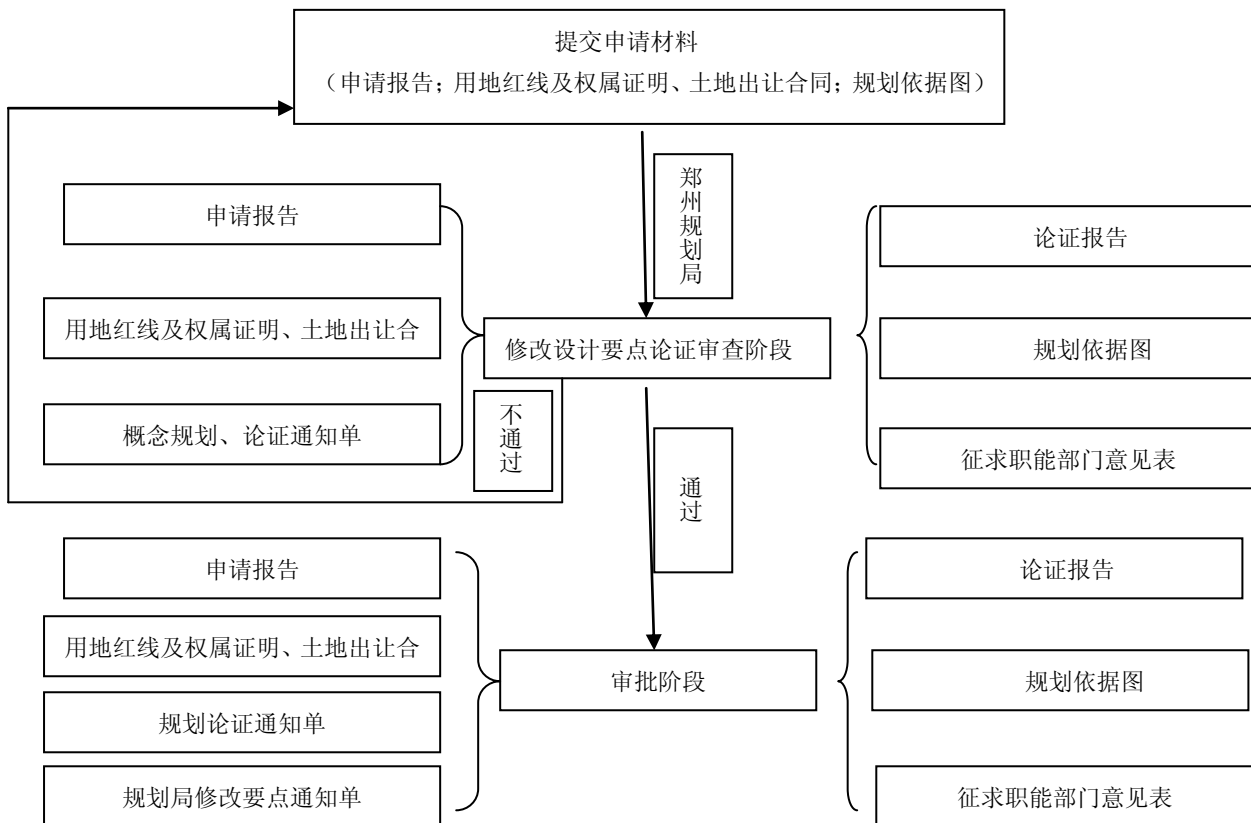 提交申请材料
（申请报告；用地红线及权属证明、土地出让合同；规划依据图）
郑州规划局
申请报告
论证报告
用地红线及权属证明、土地出让合
修改设计要点论证审查阶段
规划依据图
概念规划、论证通知单
不通过
征求职能部门意见表
通过
申请报告
论证报告
用地红线及权属证明、土地出让合
审批阶段
规划依据图
规划论证通知单
规划局修改要点通知单
征求职能部门意见表